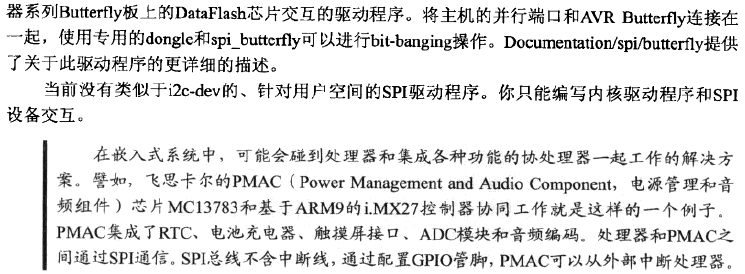 器系列Butterfly板上的DataFlash芯片交互的驱动程序。将主机的并行端口和AVR Butterfly连接在
一起，使用专用的dongle和spi_butterfly可以进行bit-banging操作。Documentation/spi/butterfly提供
了关于此驱动程序的更详细的描述。
当前没有类似于i2c-dev的、针对用户空间的SPI驱动程序。你只能编写内核驱动程序和SPI
设备交互。
在嵌入式系统中，可能会碰到处理器和集成各种功能的协处理器一起工作的解决方
案。譬如，飞思卡尔的PMAC（Power Management and Audio Component，电源管理和音
频组件）芯片MC13783和基于ARM9的i.MX27控制器协同工作就是这样的一个例子。
PMAC集成了RTC、电池充电器、触摸屏接口、ADC模块和音频编码。处理器和PMAC之
间通过SPI通信。SPI总线不含中断线，通过配置GPIO管脚，PMAC可以从外部中断处理器。